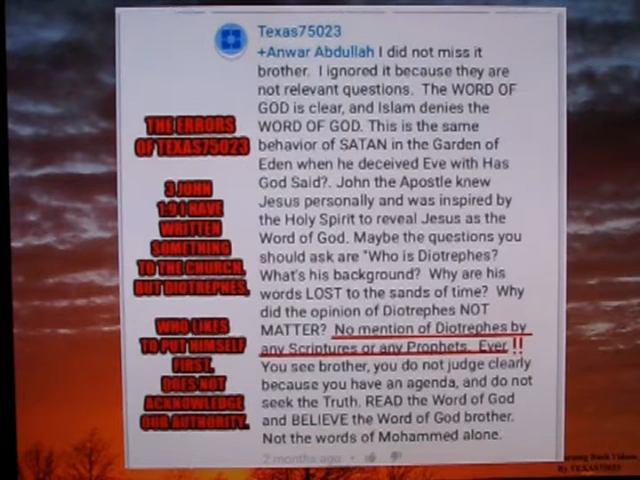 Texas75023
+Anwar Abdullah I did not miss it
brother. I ignored it because they are
not relevant questions. The WORD OF
GOD is clear, and Islam denies the
WORD OF GOD. This is the same
behavior of SATAN in the Garden of
Eden when he deceived Eve with Has
God Said?. John the Apostle knew
Jesus personally and was inspired by
the Holy Spirit to reveal Jesus as the
Word of God. Maybe the questions you
should ask are "Who is Diotrephes?
What's his background? Why are his
words LOST to the sands of time? Why
did the opinion of Diotrephes NOT
MATTER? No mention of Diotrephes by
any Scriptures or any Prophets. Ever !!
You see brother, you do not judge clearly
because you have an agenda, and do not
seek the Truth. READ the Word of God
and BELIEVE the Word of God brother.
Not the words of Mohammed alone.
2 months ago
THE ERRORS
OF TEXAS75023
3 JOHN
1:9 I HAVE
WRITTEN
SOMETHING
TO THE CHURCH,
BUT DIOTREPHES,
WHO LIKES
TO PUT HIMSELF
FIRST,
DOES NOT
ACKNOWLEDGE
OUR AUTHORITY.
Book Videos
By TEXAS75023